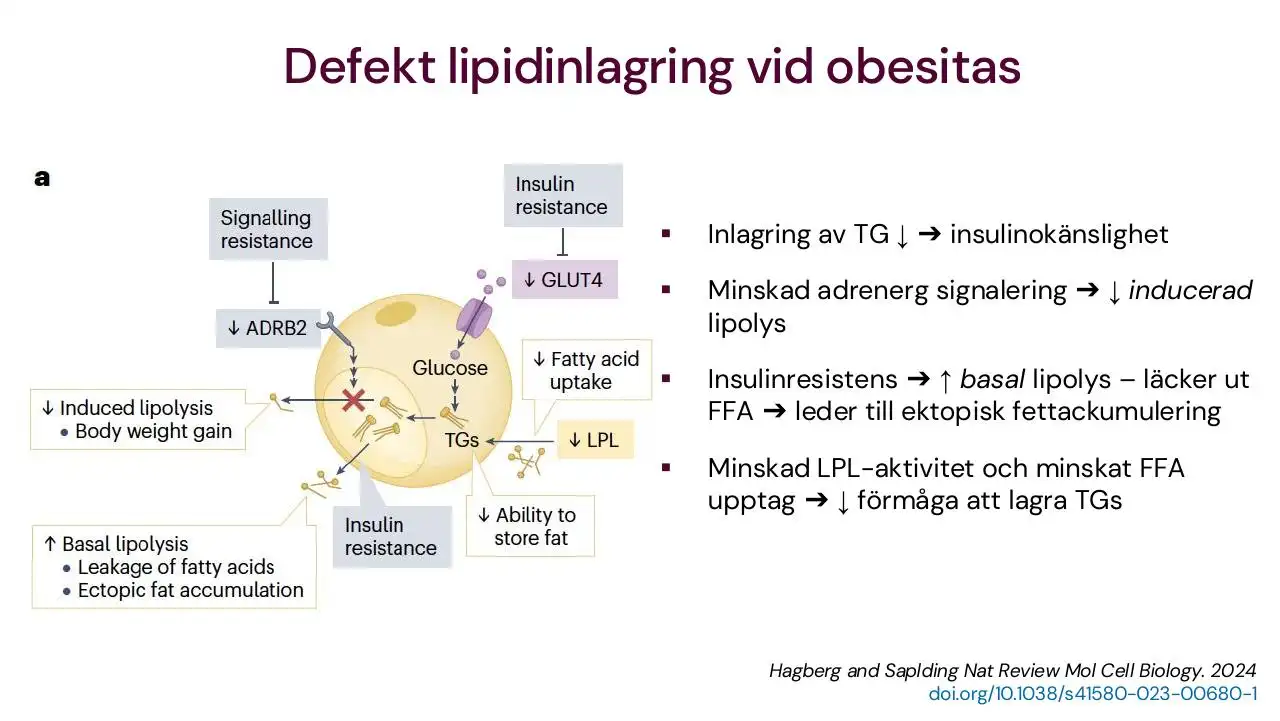 Defekt lipidinlagring vid obesitas
a
Signalling
resistance
Insulin
resistance
↓ GLUT4
↓ ADRB2
Glucose
↓ Fatty acid
uptake
↓ Induced lipolysis
• Body weight gain
TGs
↓ LPL
↓ Ability to
store fat
Insulin
resistance
↑ Basal lipolysis
• Leakage of fatty acids
• Ectopic fat accumulation
▪ Inlagring av TG ↓ ➔ insulinokänslighet
▪ Minskad adrenerg signalering ➔ ↓ inducerad
lipolys
▪ Insulinresistens ➔ ↑ basal lipolys – läcker ut
FFA ➔ leder till ektopisk fettackumulering
▪ Minskad LPL-aktivitet och minskat FFA
upptag ➔ ↓ förmåga att lagra TGs
Hagberg and Saplding Nat Review Mol Cell Biology. 2024
doi.org/10.1038/s41580-023-00680-1